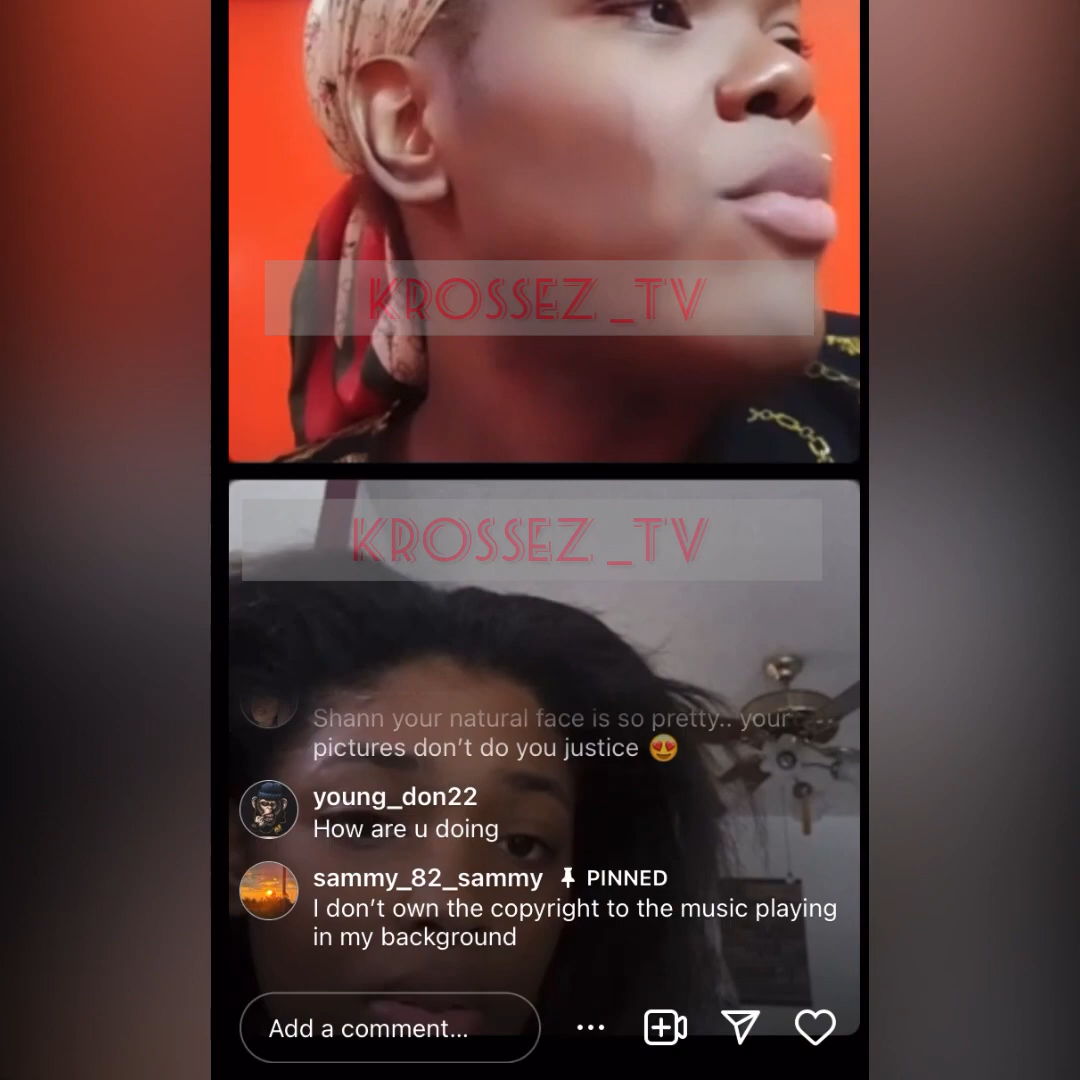 KROSSEZ_TV
KROSSEZ_TV
Shann your natural face is so pretty.. your
pictures don’t do you justice 😍
young_don22
How are u doing
sammy_82_sammy PINNED
I don’t own the copyright to the music playing
in my background
Add a comment...